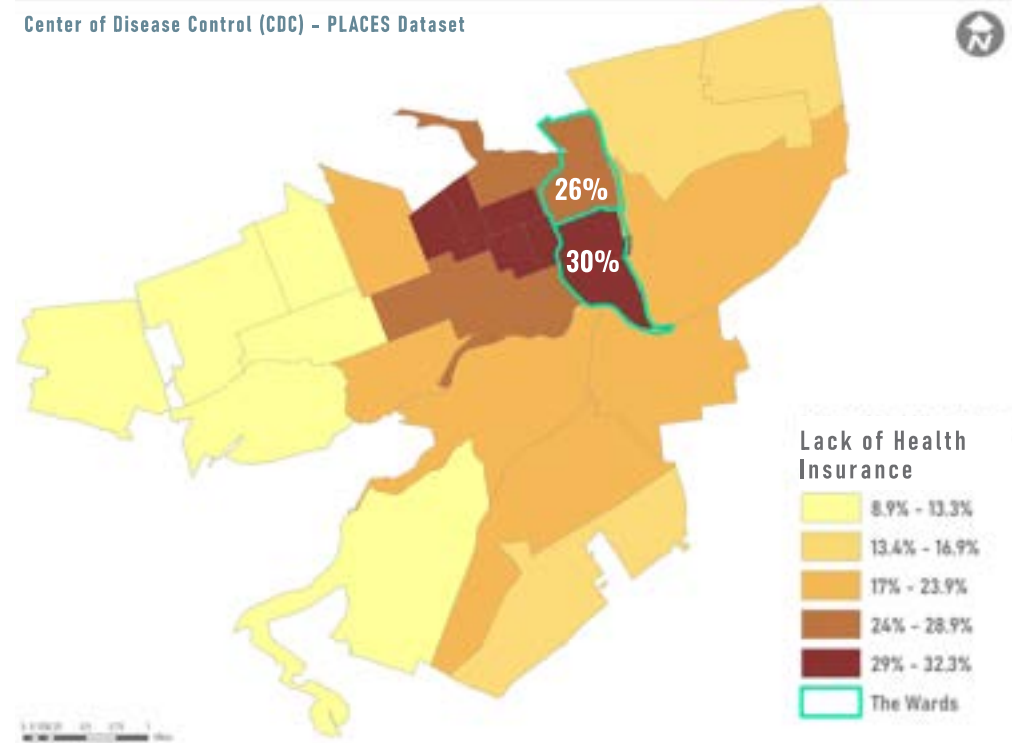 Center of Disease Control (CDC) - PLACES Dataset
N
26%
30%
Lack of Health
Insurance
8.9% - 13.3%
13.4% - 16.9%
17% - 23.9%
24% - 28.9%
29% - 32.3%
The Wards